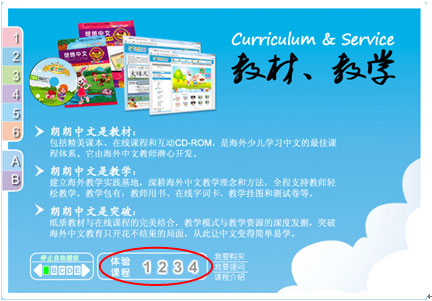 Curriculum & Service
教材、教学
1
2
3
4
5
6
A
B
朗朗中文是教材：
包括精美课本、在线课程和互动CD-ROM，是海外少儿学习中文的最佳课
程体系。它由海外中文教师潜心开发。
朗朗中文是教学：
建立海外教学实践基地，深耕海外中文教学理念和方法，全程支持教师轻
松教学。教学包有：教师用书、在线字词卡、教学挂图和测试卷等。
朗朗中文是突破：
纸质教材与在线课程的完美结合，教学模式与教学资源的深度发掘，突破
海外中文教育只开花不结果的局面，从此让中文变得简单易学。
停止自动播放
B C D E
体验
课程
1 2 3 4
我要购买
我要提问
课程介绍